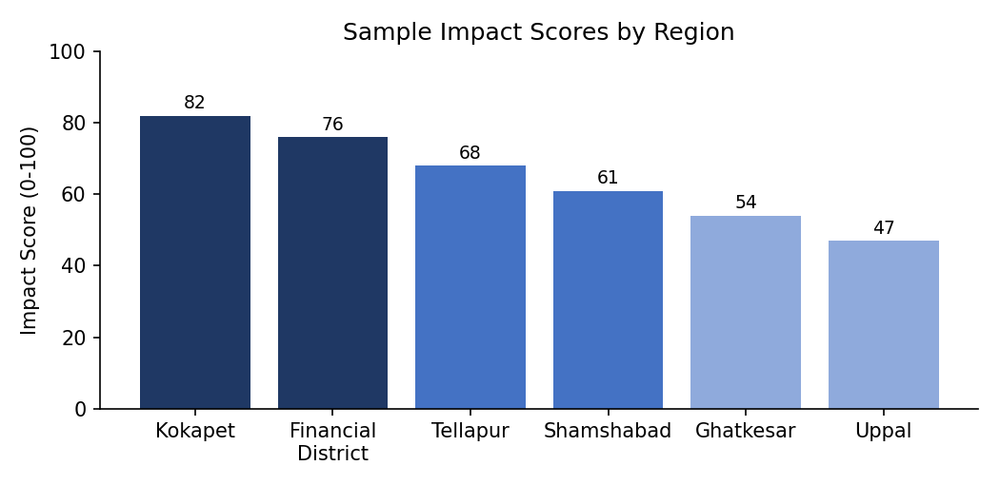 Sample Impact Scores by Region
Impact Score (0-100)
100
80
60
40
20
0
82
76
68
61
54
47
Kokapet
Financial
District
Tellapur
Shamshabad
Ghatkesar
Uppal